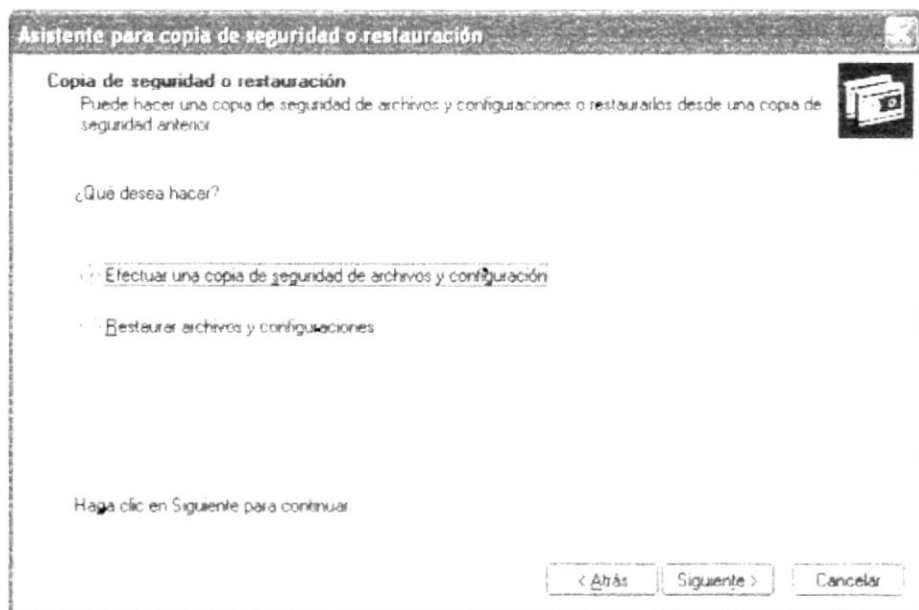 Asistente para copia de seguridad o restauración
Copia de seguridad o restauración
Puede hacer una copia de seguridad de archivos y configuraciones o restaurarlos desde una copia de
seguridad anterior
¿Qué desea hacer?
Efectuar una copia de seguridad de archivos y configuración
Restaurar archivos y configuraciones
Haga clic en Siguiente para continuar.
< Atrás Siguiente > Cancelar